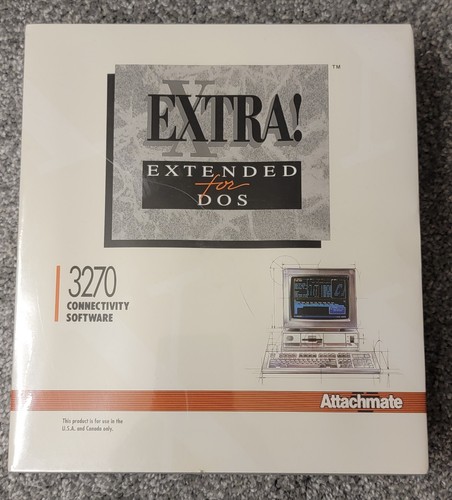 ™
X
EXTRA!
EXTENDED
for
DOS
3270
CONNECTIVITY
SOFTWARE
Attachmate
This product is for use in the
U.S.A. and Canada only.